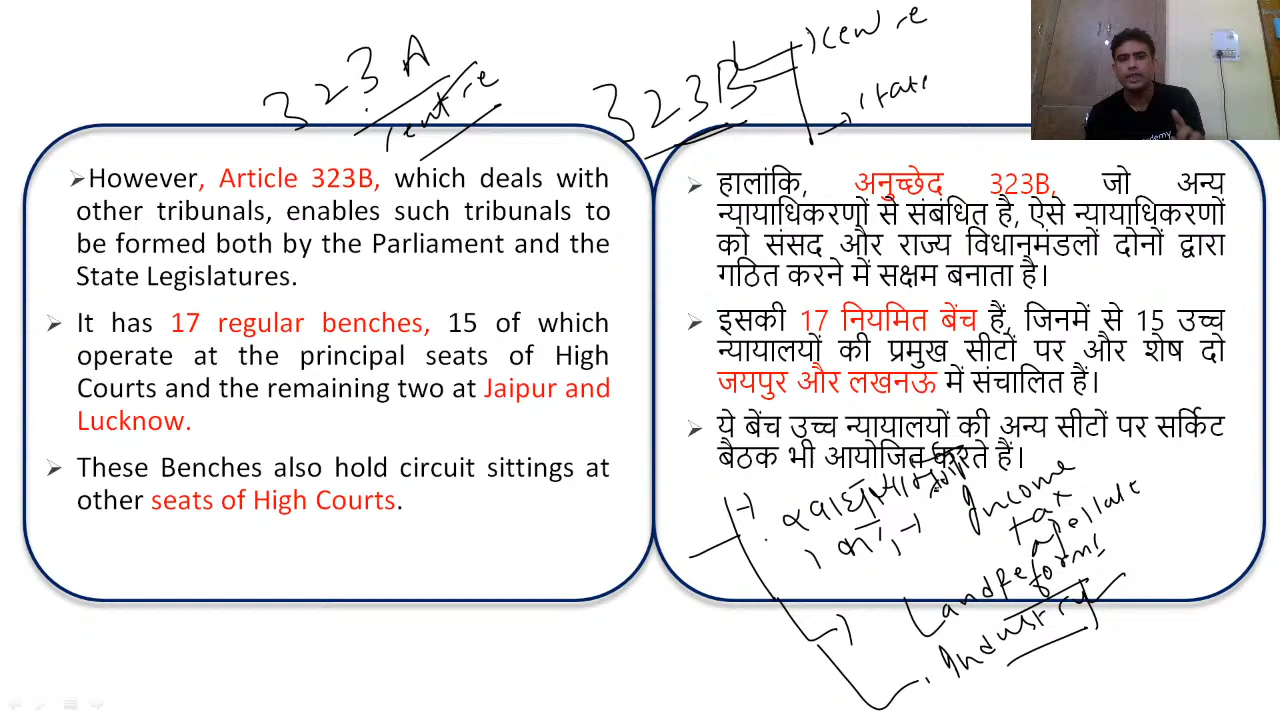 323A
centre
323B
centre
state
However, Article 323B, which deals with
other tribunals, enables such tribunals to
be formed both by the Parliament and the
State Legislatures.
It has 17 regular benches, 15 of which
operate at the principal seats of High
Courts and the remaining two at Jaipur and
Lucknow.
These Benches also hold circuit sittings at
other seats of High Courts.
हालांकि, अनुच्छेद 323B, जो अन्य
न्यायाधिकरणों से संबंधित है, ऐसे न्यायाधिकरणों
को संसद और राज्य विधानमंडलों दोनों द्वारा
गठित करने में सक्षम बनाता है।
इसकी 17 नियमित बेंच हैं, जिनमें से 15 उच्च
न्यायालयों की प्रमुख सीटों पर और शेष दो
जयपुर और लखनऊ में संचालित हैं।
ये बेंच उच्च न्यायालयों की अन्य सीटों पर सर्किट
बैठक भी आयोजित करते हैं।
Income
tax
apellate
Land Reforms
Industry